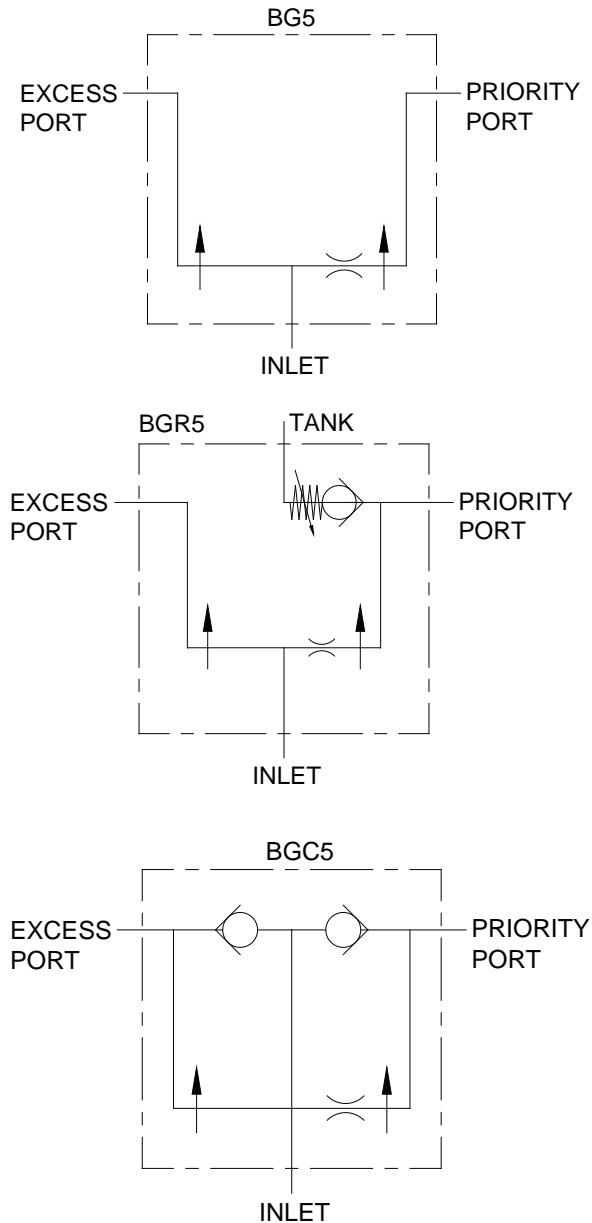 BG5
EXCESS
PORT
PRIORITY
PORT
INLET
BGR5
TANK
EXCESS
PORT
PRIORITY
PORT
INLET
BGC5
EXCESS
PORT
PRIORITY
PORT
INLET